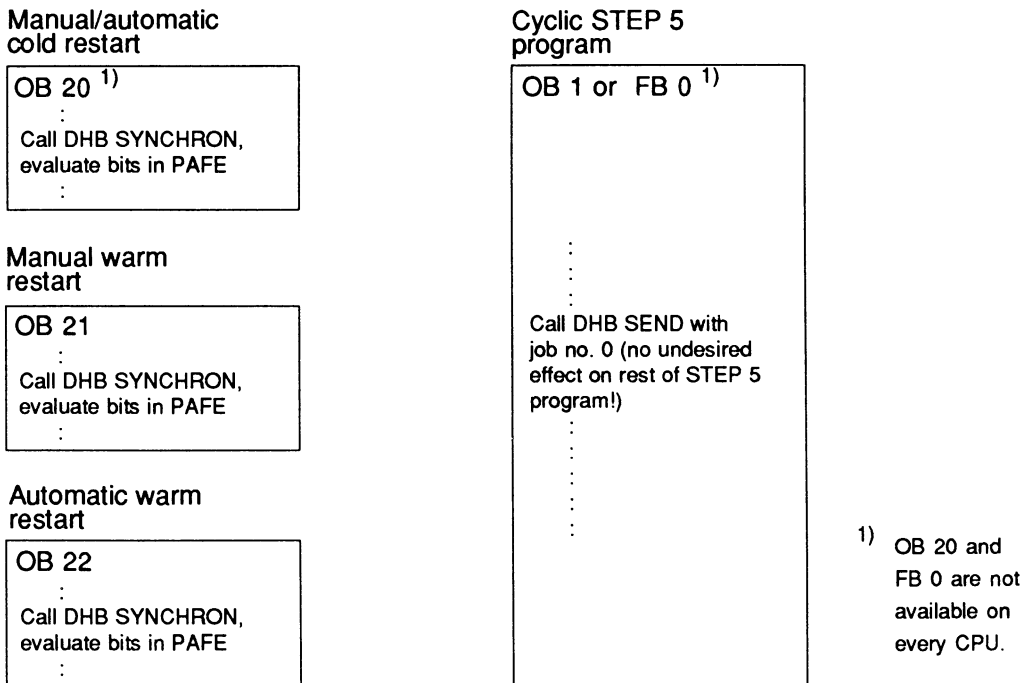 Manual/automatic
cold restart
OB 20 1)
:
Call DHB SYNCHRON,
evaluate bits in PAFE
:
Manual warm
restart
OB 21
:
Call DHB SYNCHRON,
evaluate bits in PAFE
:
Automatic warm
restart
OB 22
:
Call DHB SYNCHRON,
evaluate bits in PAFE
:
Cyclic STEP 5
program
OB 1 or FB 0 1)
:
:
:
Call DHB SEND with
job no. 0 (no undesired
effect on rest of STEP 5
program!)
:
:
:
:
:
1) OB 20 and
FB 0 are not
available on
every CPU.